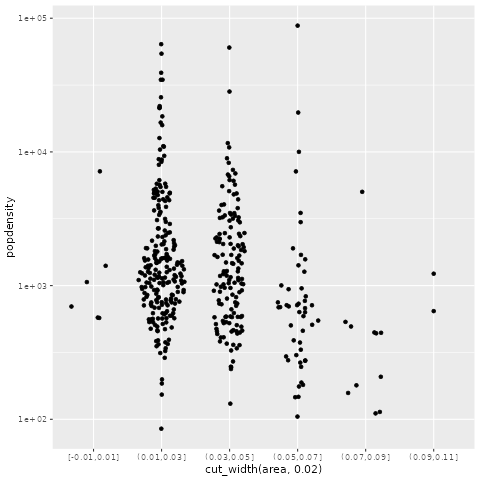 1e+05
1e+04
1e+03
1e+02
popdensity
[-0.01,0.01]
(0.01,0.03]
(0.03,0.05]
(0.05,0.07]
(0.07,0.09]
(0.09,0.11]
cut_width(area, 0.02)